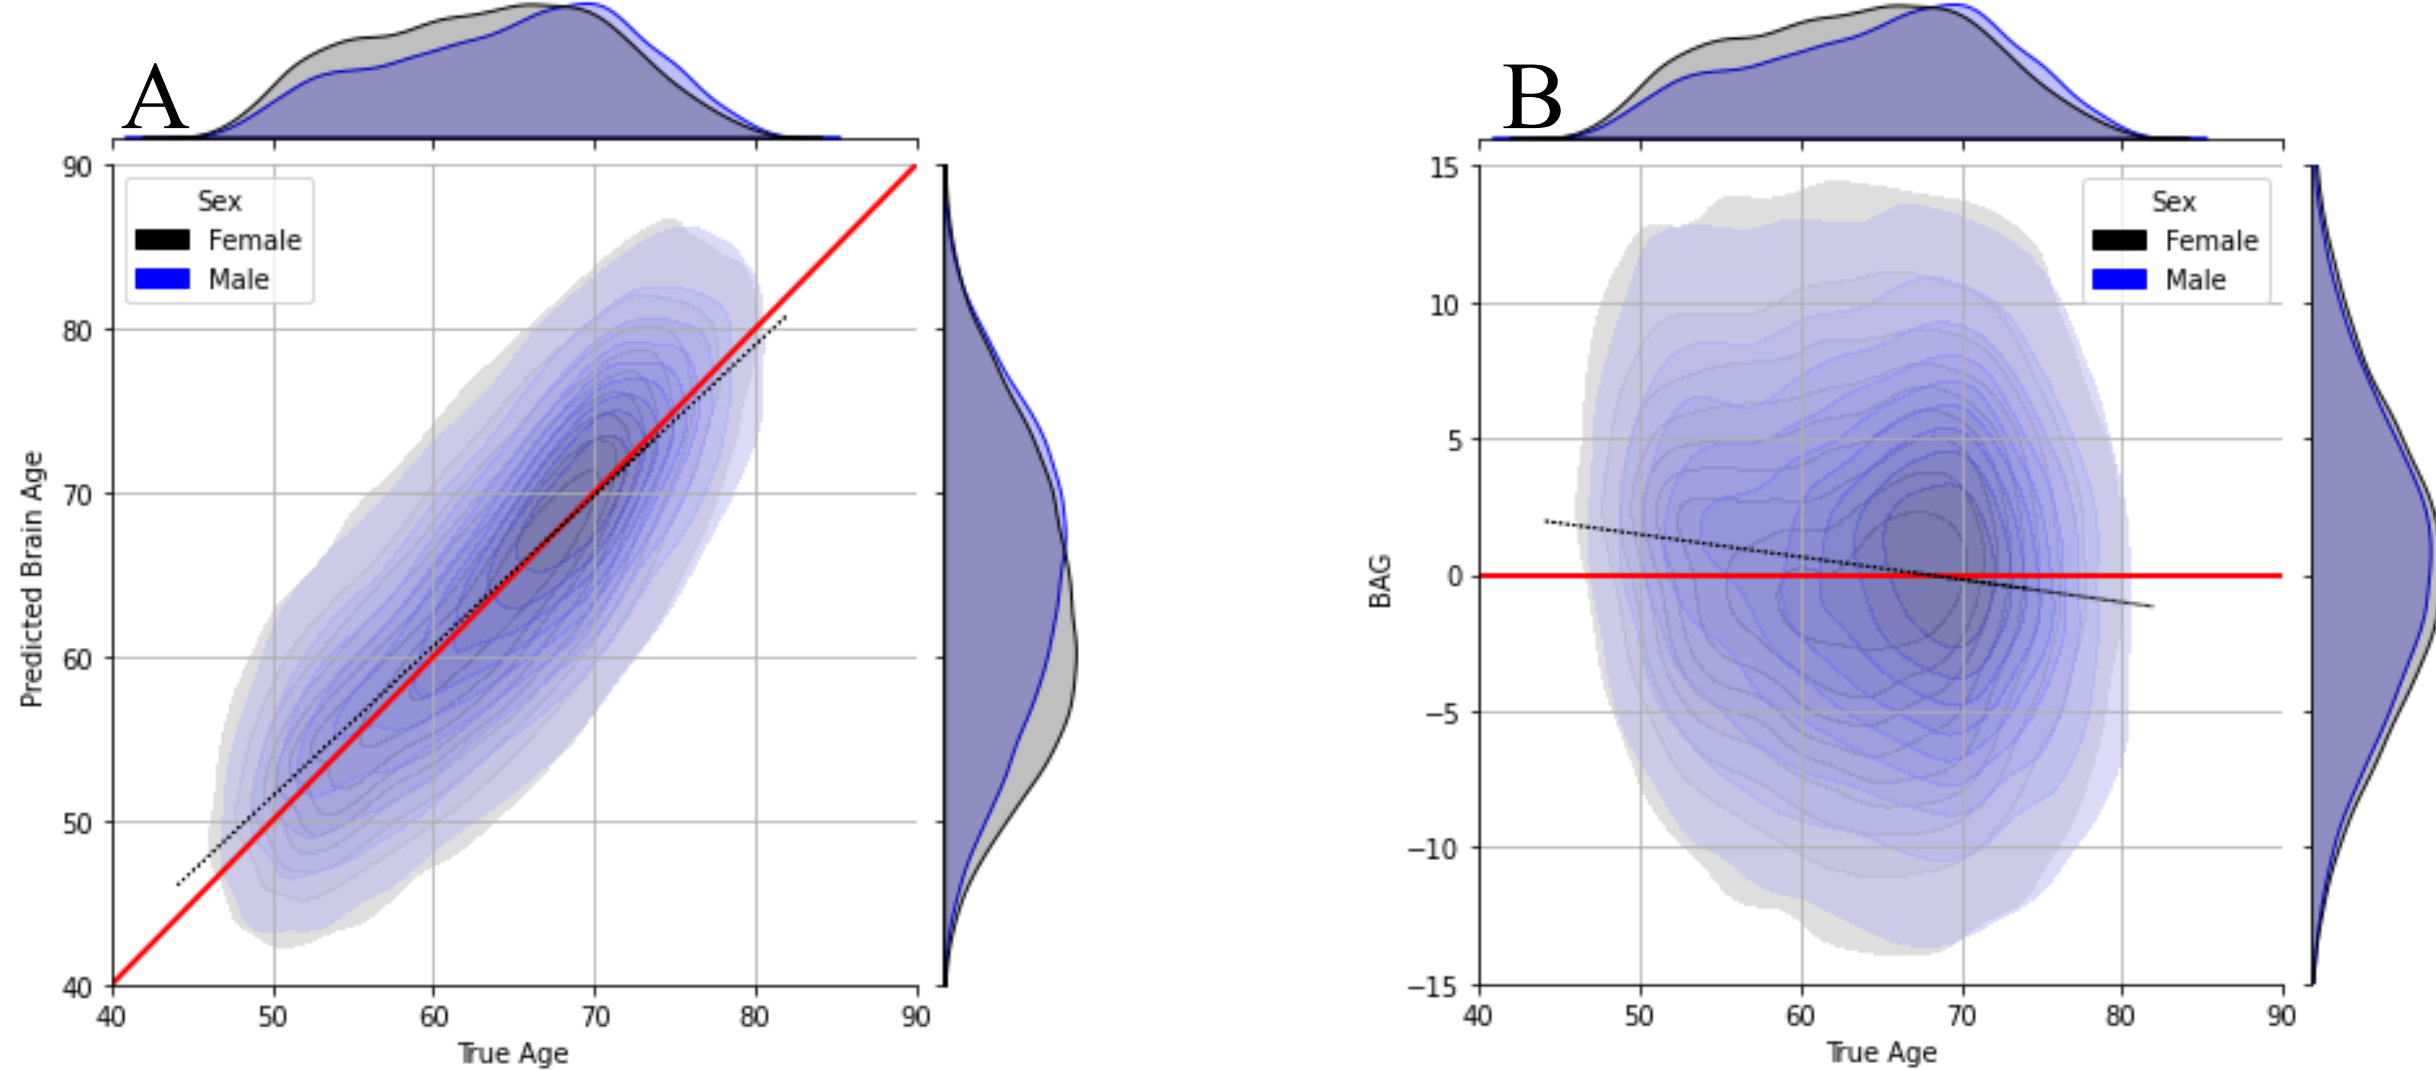 A
90
80
70
60
50
40
Predicted Brain Age
Sex
Female
Male
40 50 60 70 80 90
True Age
B
15
10
5
0
−5
−10
−15
BAG
Sex
Female
Male
40 50 60 70 80 90
True Age